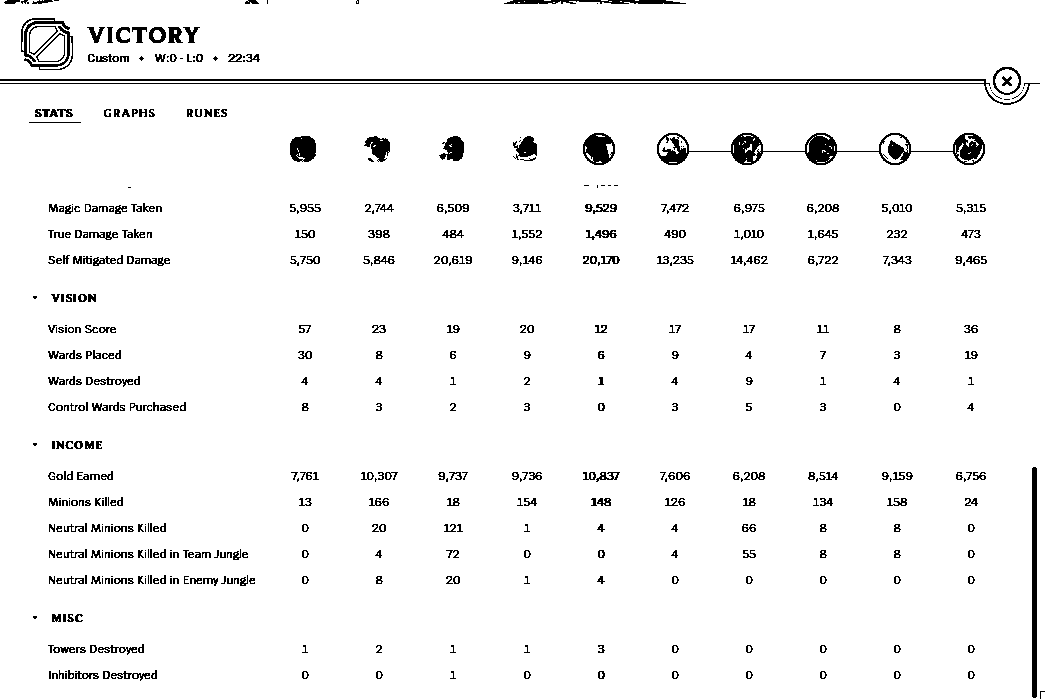 VICTORY
Custom • W:0 - L:0 • 22:34
STATS GRAPHS RUNES
Magic Damage Taken 5,955 2,744 6,509 3,711 9,529 7,472 6,975 6,208 5,010 5,315
True Damage Taken 150 398 484 1,552 1,496 490 1,010 1,645 232 473
Self Mitigated Damage 5,750 5,846 20,619 9,146 20,170 13,235 14,462 6,722 7,343 9,465
VISION
Vision Score 57 23 19 20 12 17 17 11 8 36
Wards Placed 30 8 6 9 6 9 4 7 3 19
Wards Destroyed 4 4 1 2 1 4 9 1 4 1
Control Wards Purchased 8 3 2 3 0 3 5 3 0 4
INCOME
Gold Earned 7,761 10,307 9,737 9,736 10,837 7,606 6,208 8,514 9,159 6,756
Minions Killed 13 166 18 154 148 126 18 134 158 24
Neutral Minions Killed 0 20 121 1 4 4 66 8 8 0
Neutral Minions Killed in Team Jungle 0 4 72 0 0 4 55 8 8 0
Neutral Minions Killed in Enemy Jungle 0 8 20 1 4 0 0 0 0 0
MISC
Towers Destroyed 1 2 1 1 3 0 0 0 0 0
Inhibitors Destroyed 0 0 1 0 0 0 0 0 0 0